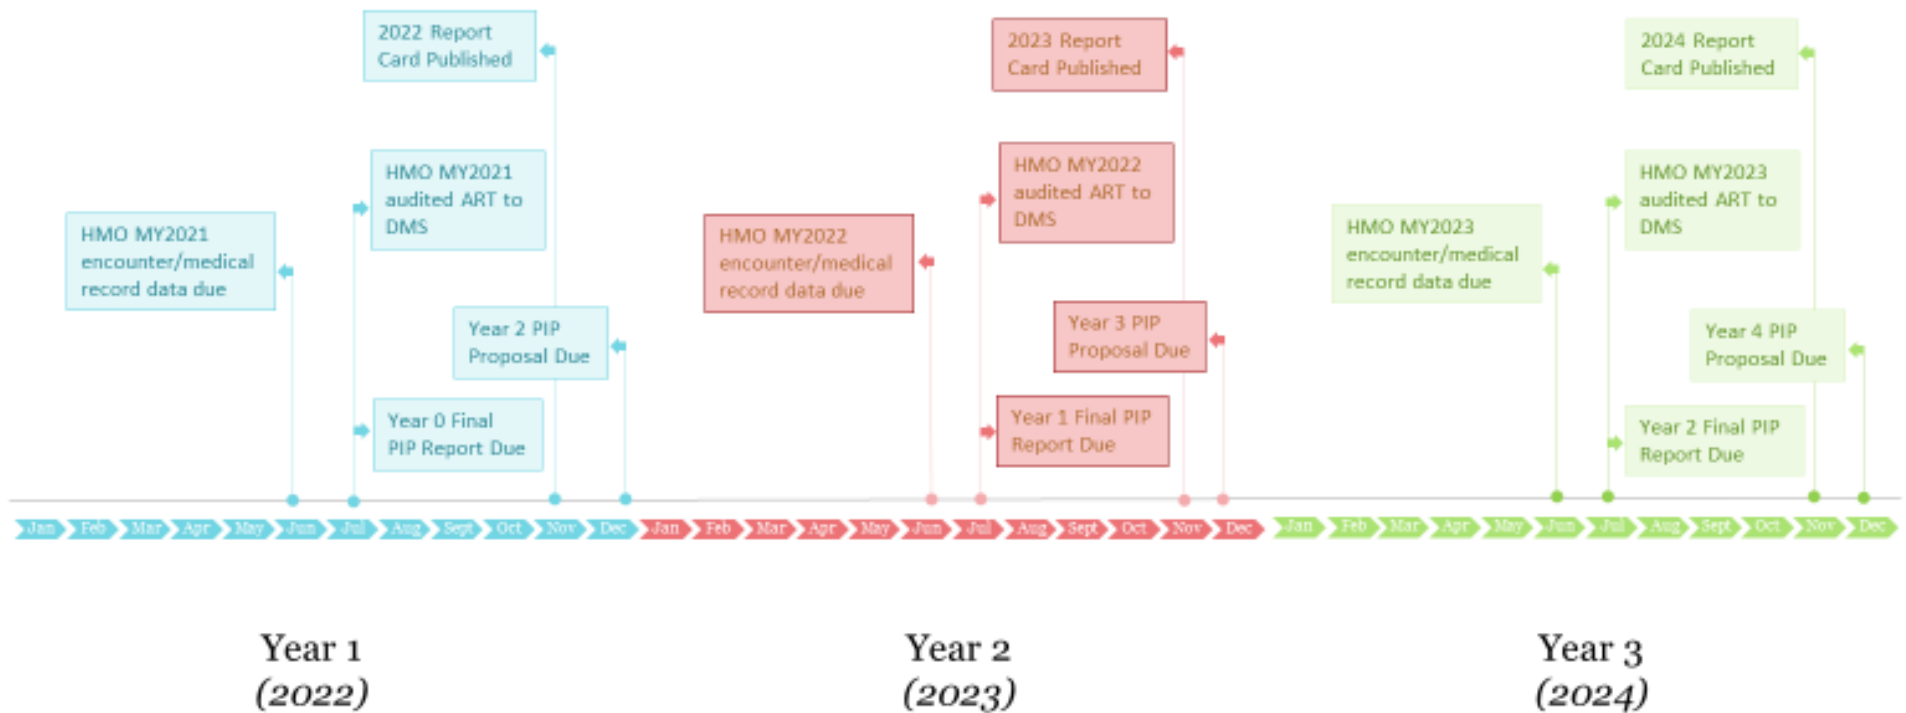 2022 Report
Card Published
HMO MY2021
audited ART to
DMS
HMO MY2021
encounter/medical
record data due
Year 2 PIP
Proposal Due
Year 0 Final
PIP Report Due
2023 Report
Card Published
HMO MY2022
audited ART to
DMS
HMO MY2022
encounter/medical
record data due
Year 3 PIP
Proposal Due
Year 1 Final PIP
Report Due
2024 Report
Card Published
HMO MY2023
audited ART to
DMS
HMO MY2023
encounter/medical
record data due
Year 4 PIP
Proposal Due
Year 2 Final PIP
Report Due
Jan Feb Mar Apr May Jun Jul Aug Sept Oct Nov Dec Jan Feb Mar Apr May Jun Jul Aug Sept Oct Nov Dec Jan Feb Mar Apr May Jun Jul Aug Sept Oct Nov Dec
Year 1
(2022)
Year 2
(2023)
Year 3
(2024)